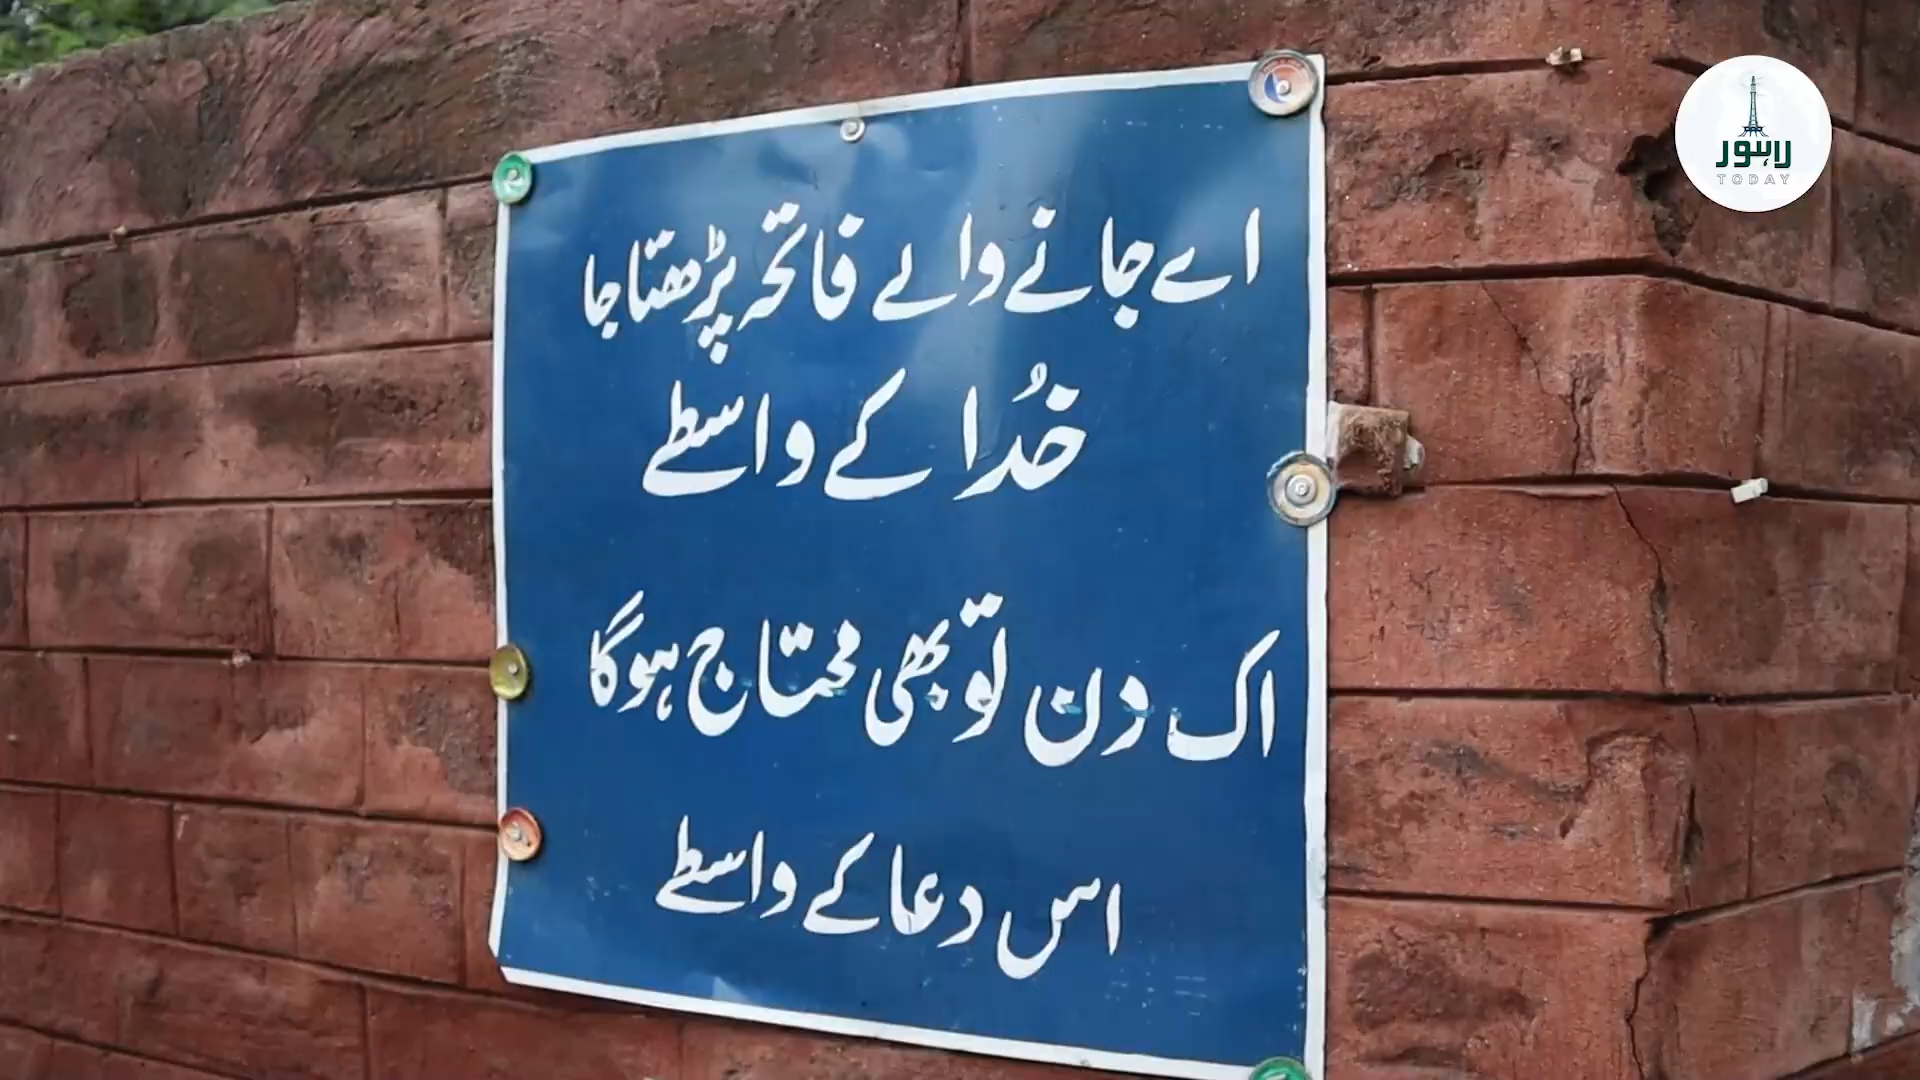 اے جانے والے فاتحہ پڑھتا جا
خُدا کے واسطے
اک دن تو بھی محتاج ہوگا
اس دعا کے واسطے
لاہور
TODAY